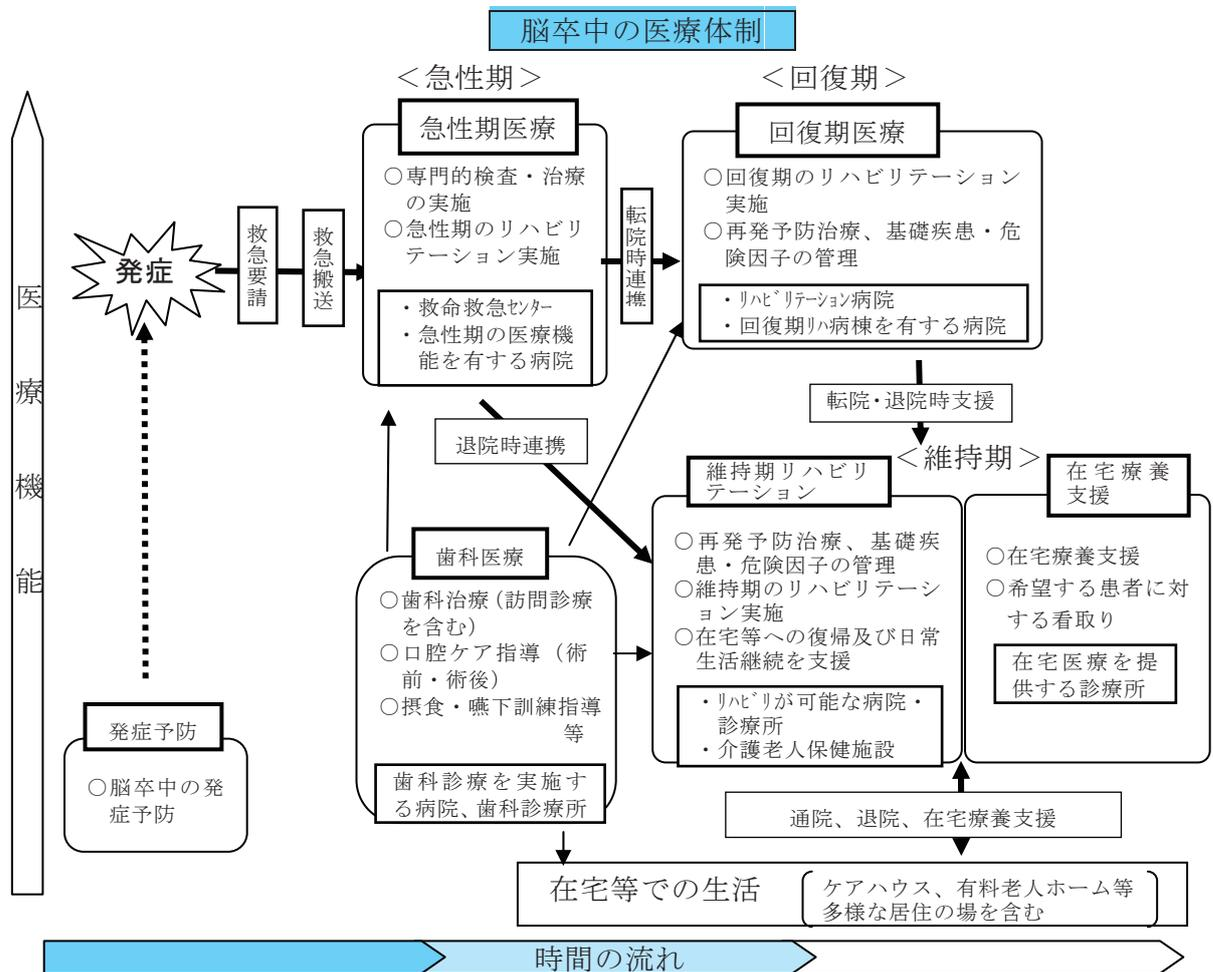 脳卒中の医療体制
＜急性期＞
＜回復期＞
急性期医療
○専門的検査・治療
の実施
○急性期のリハビリ
テーション実施
・救命救急ｾﾝﾀｰ
・急性期の医療機
能を有する病院
回復期医療
○回復期のリハビリテーション
実施
○再発予防治療、基礎疾患・危
険因子の管理
・ﾘﾊﾋﾞﾘﾃｰｼｮﾝ病院
・回復期ﾘﾊ病棟を有する病院
転院時連携
発症
救急要請
救急搬送
医療機能
退院時連携
転院・退院時支援
＜維持期＞
維持期リハビリ
テーション
○再発予防治療、基礎疾
患・危険因子の管理
○維持期のリハビリテーシ
ョン実施
○在宅等への復帰及び日常
生活継続を支援
・ﾘﾊﾋﾞﾘが可能な病院・
診療所
・介護老人保健施設
在宅療養
支援
○在宅療養支援
○希望する患者に対
する看取り
在宅医療を提
供する診療所
歯科医療
○歯科治療（訪問診療
を含む）
○口腔ケア指導（術
前・術後）
○摂食・嚥下訓練指導
等
歯科診療を実施す
る病院、歯科診療所
発症予防
○脳卒中の発
症予防
通院、退院、在宅療養支援
在宅等での生活
ケアハウス、有料老人ホーム等
多様な居住の場を含む
時間の流れ